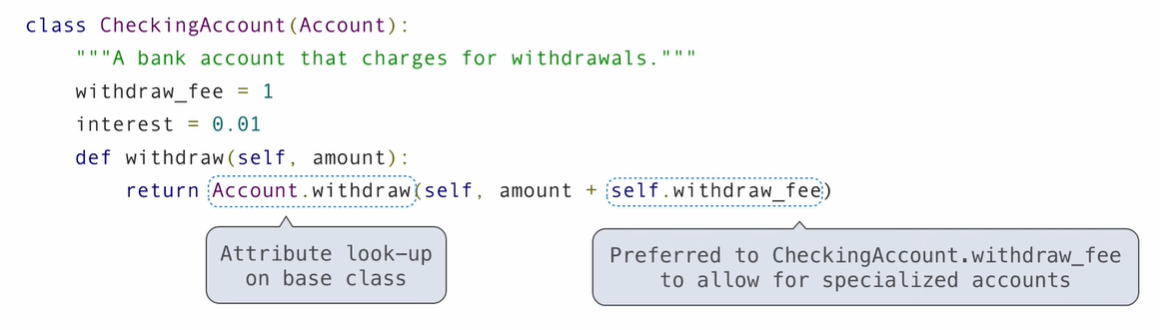 class CheckingAccount(Account):
    """A bank account that charges for withdrawals."""
    withdraw_fee = 1
    interest = 0.01
    def withdraw(self, amount):
        return Account.withdraw(self, amount + self.withdraw_fee)
Attribute look-up
on base class
Preferred to CheckingAccount.withdraw_fee
to allow for specialized accounts